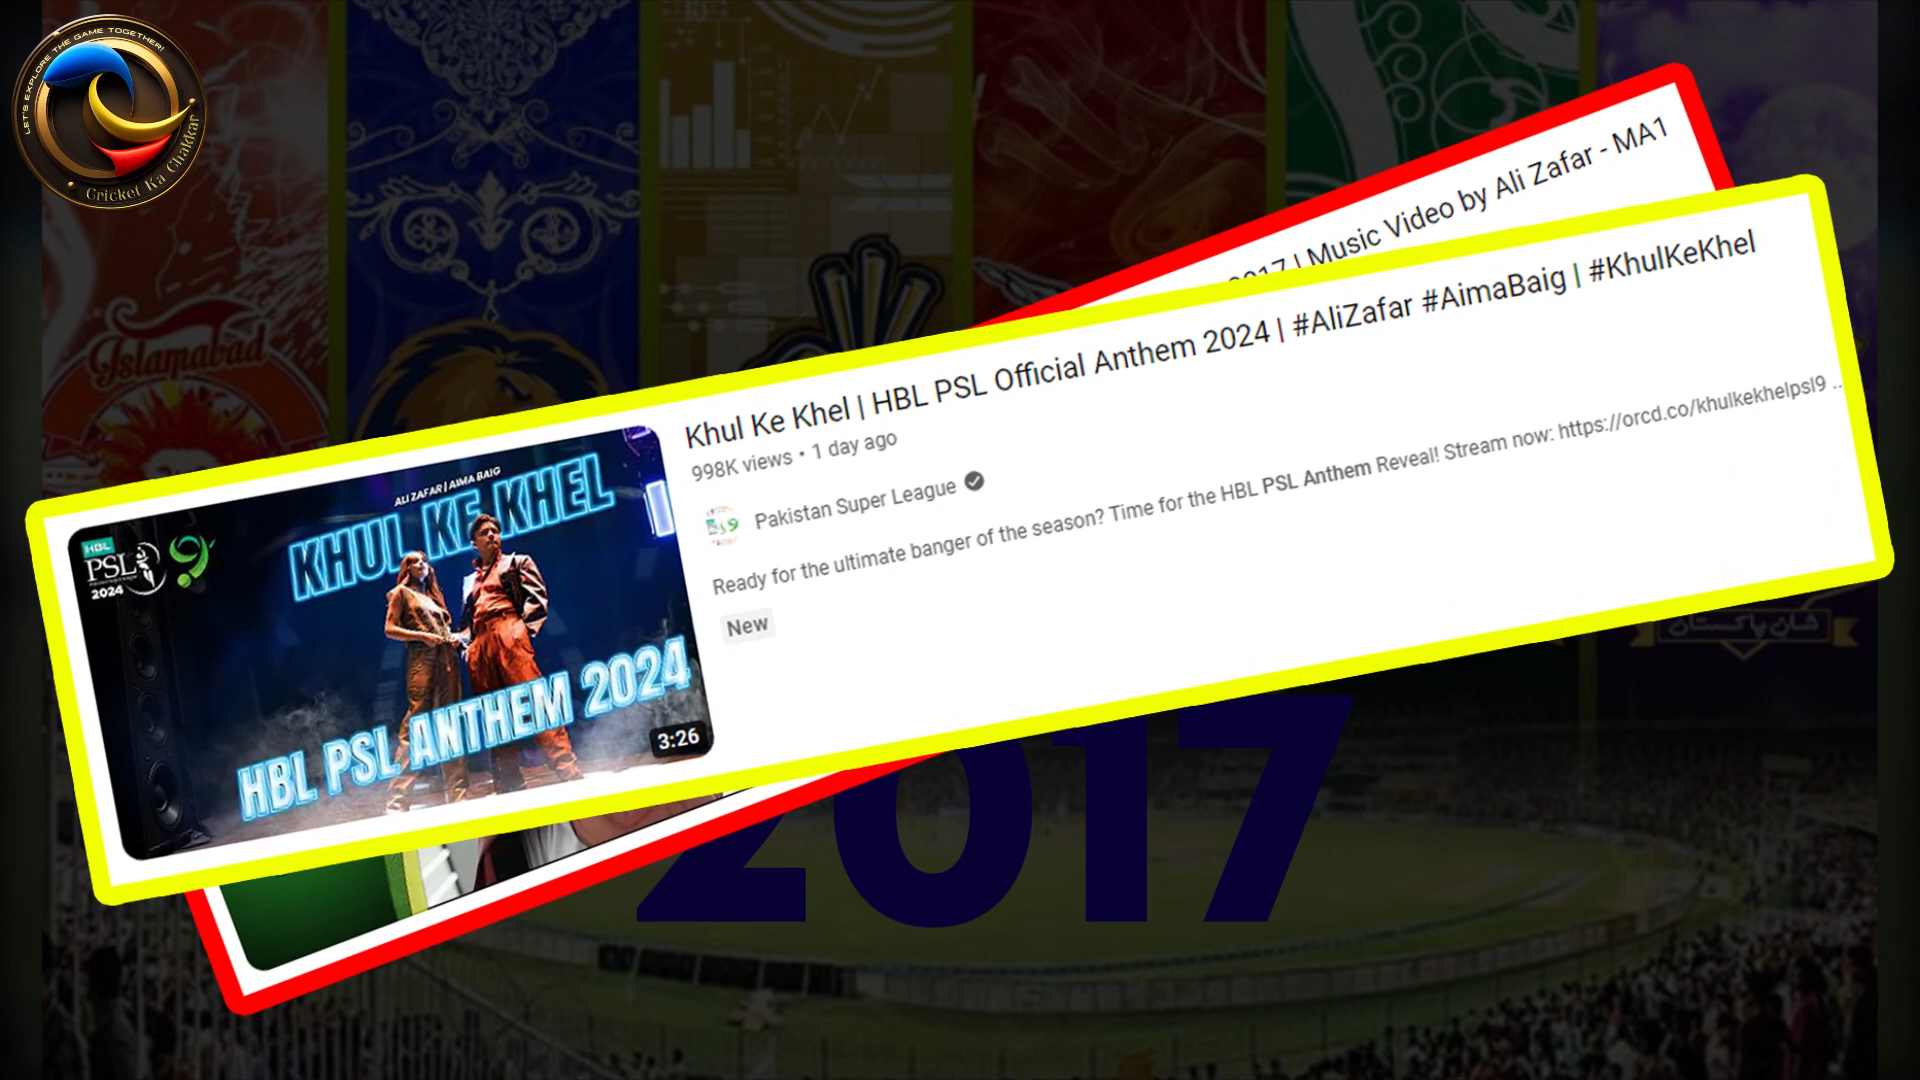 LET'S EXPLORE THE GAME TOGETHER!
Cricket Ka Chakkar
Islamabad
2017 | Music Video by Ali Zafar - MA1
Khul Ke Khel | HBL PSL Official Anthem 2024 | #AliZafar #AimaBaig | #KhulKeKhel
998K views • 1 day ago
Pakistan Super League
Ready for the ultimate banger of the season? Time for the HBL PSL Anthem Reveal! Stream now: https://orcd.co/khulkekhelpsl9 ...
New
ALI ZAFAR | AIMA BAIG
KHUL KE KHEL
HBL
PSL
2024
9
HBL PSL ANTHEM 2024
3:26
شان پاکستان
2017